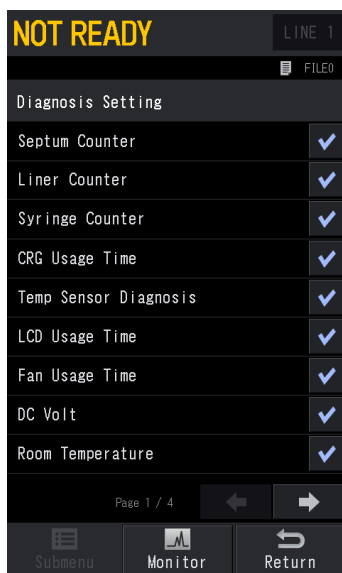 NOT READY
LINE 1
FILE0
Diagnosis Setting
Septum Counter
Liner Counter
Syringe Counter
CRG Usage Time
Temp Sensor Diagnosis
LCD Usage Time
Fan Usage Time
DC Volt
Room Temperature
Page 1 / 4
Submenu
Monitor
Return